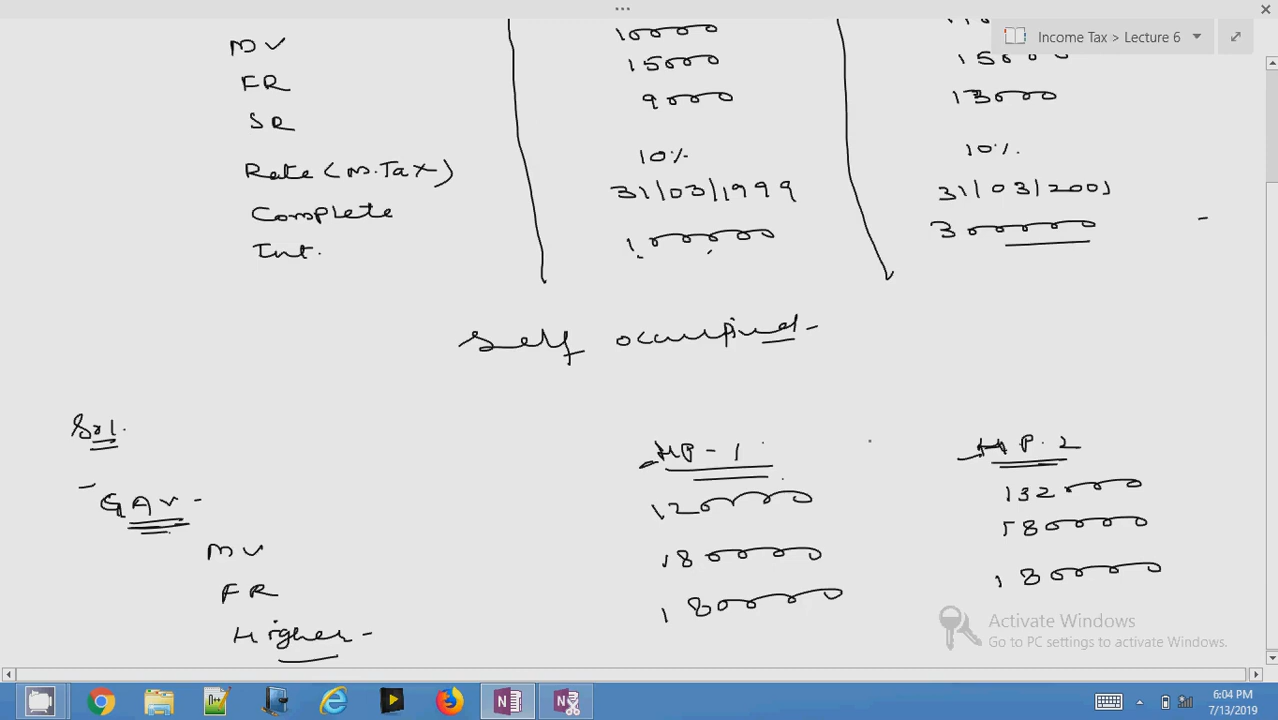 Income Tax > Lecture 6
MV 10000
FR 15000 15000
SR 9000 13000
Rate (M.Tax) 10% 10%.
Complete 31/03/1999 31/03/2001
Int. 100000 300000
Self occupied-
Sol.
HP-1 HP.2
GAV- 120000 132000
MV 180000 180000
FR 180000 180000
Higher-
Activate Windows
Go to PC settings to activate Windows.
6:04 PM
7/13/2019